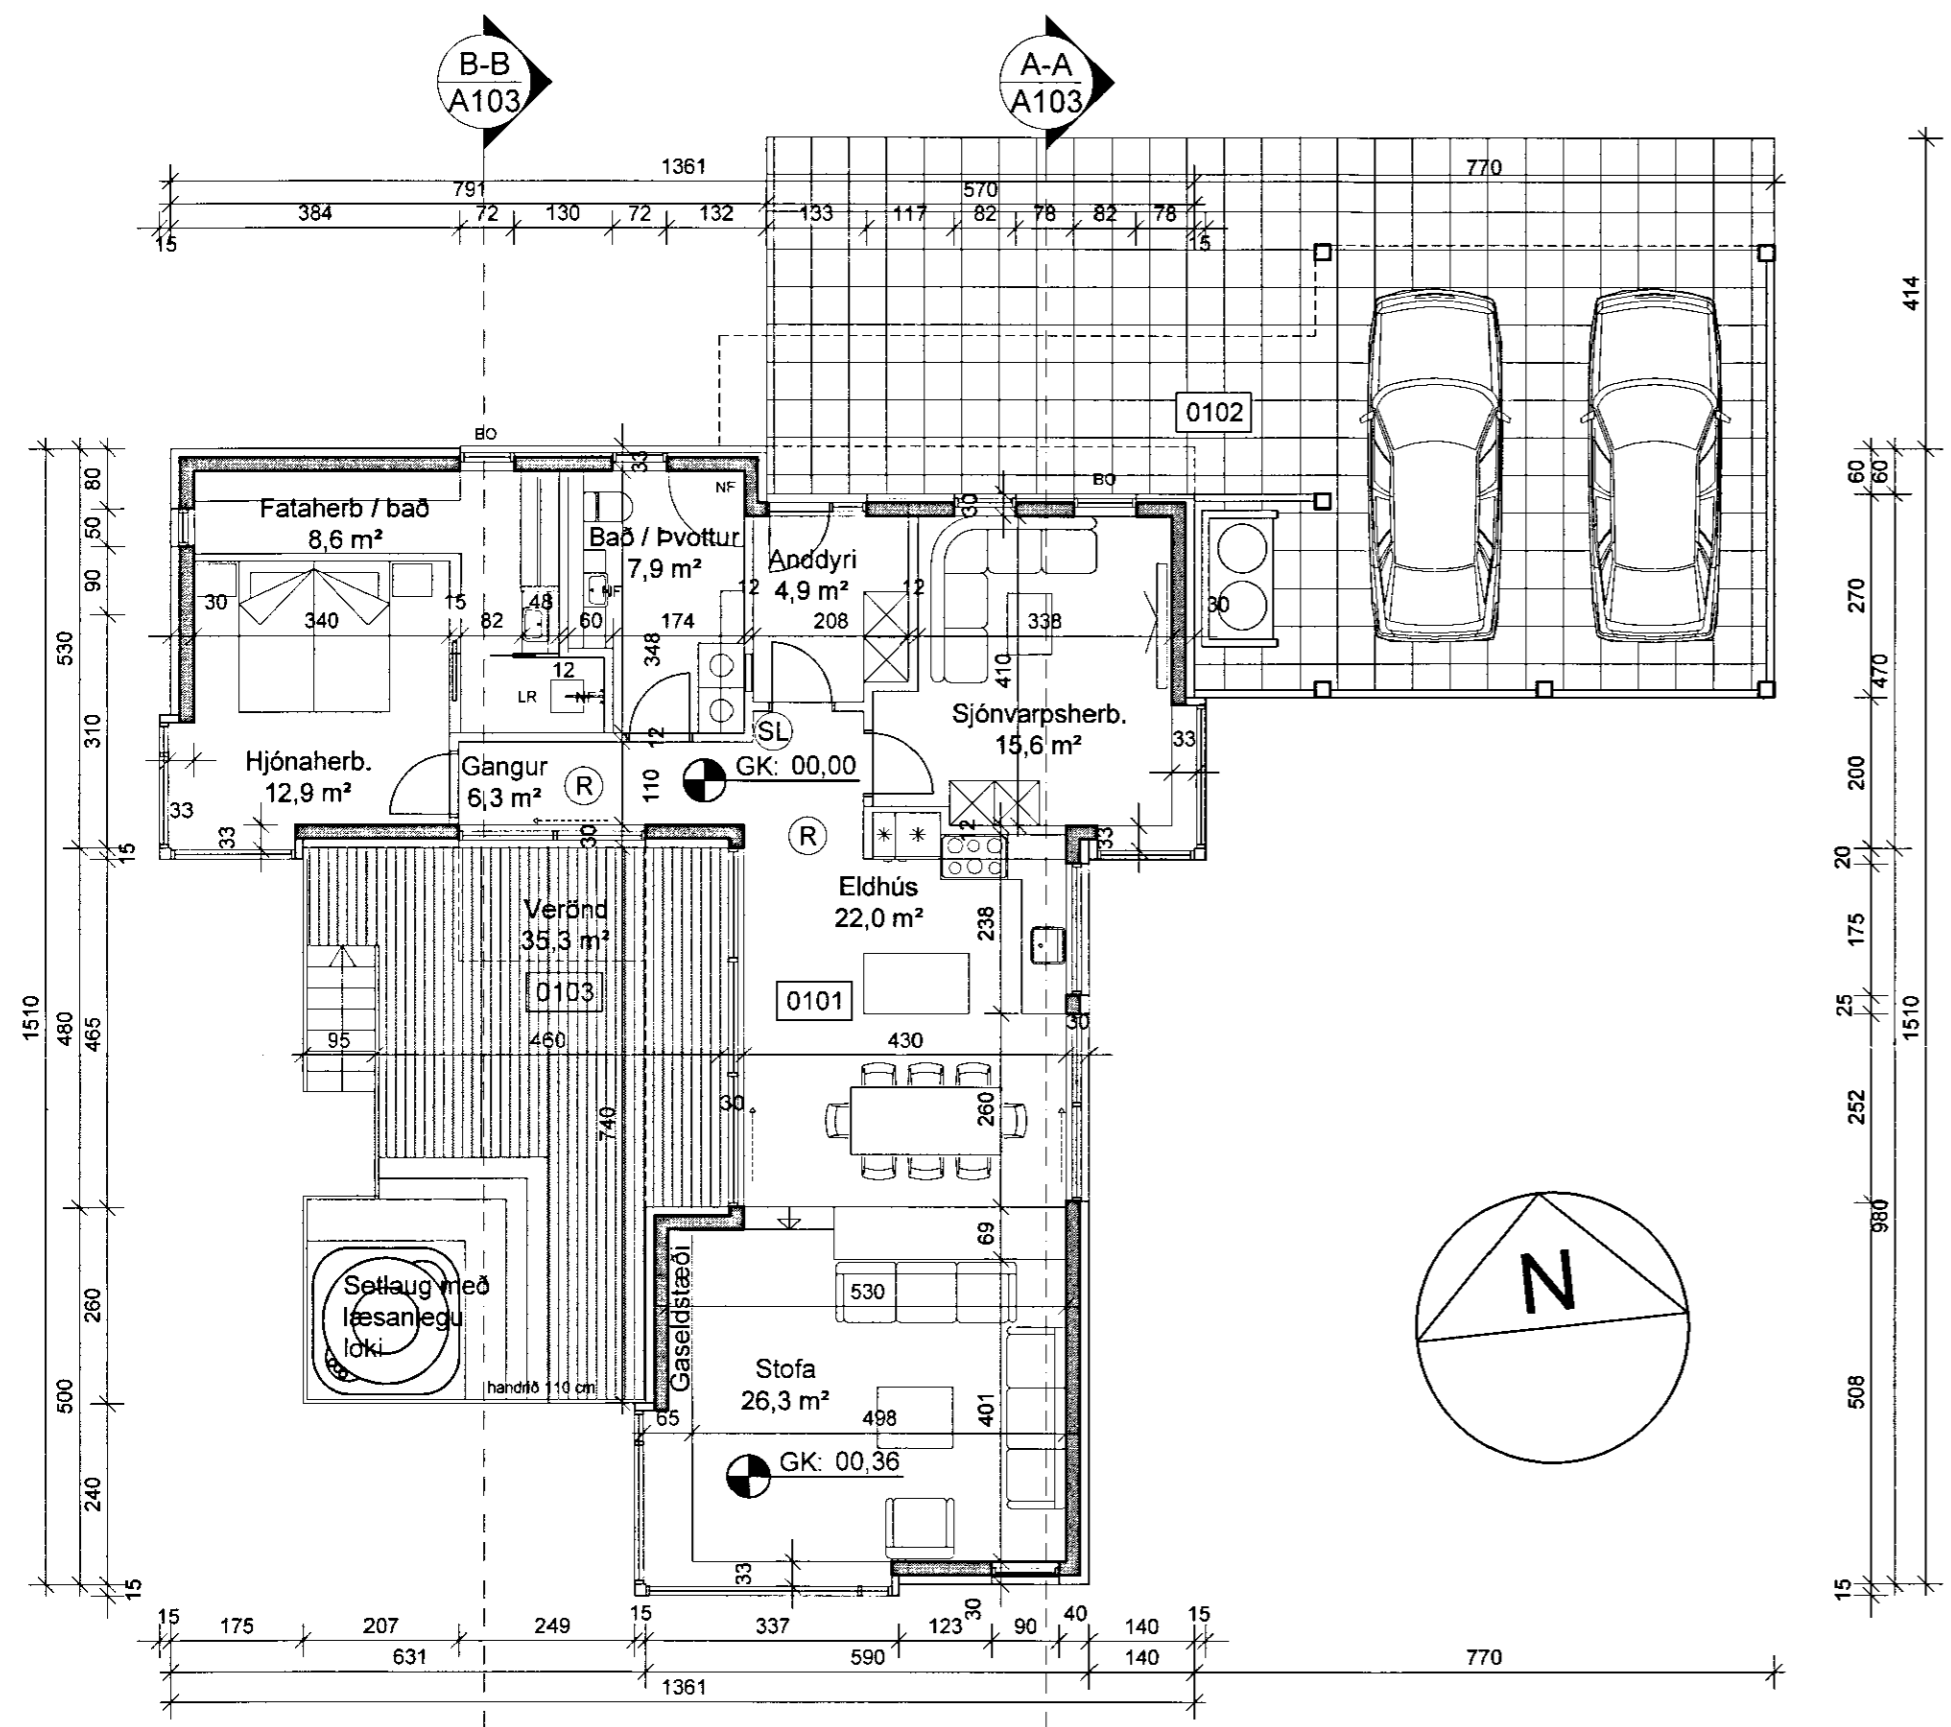 B-B
A103
A-A
A103
1361
770
791
570
384
72
130
72
132
133
117
82
78
82
78
15
15
414
0102
BO
33
NF
30
BO
80
50
90
530
310
15
60
60
270
470
200
20
175
25
1510
252
980
508
15
Fataherb / bað
8,6 m²
Bað / Þvottur
7,9 m²
Anddyri
4,9 m²
12
12
NF
30
340
15
82
48
60
174
208
338
30
348
410
12
LR
NF
Sjónvarpsherb.
15,6 m²
33
SL
12
Hjónaherb.
12,9 m²
Gangur
6,3 m²
R
110
GK: 00,00
33
33
30
R
12
33
Eldhús
22,0 m²
238
Verönd
35,3 m²
0103
0101
1510
480
465
95
460
430
30
30
740
260
69
Setlaug með
læsanlegu
loki
Gaseldstæði
530
260
500
240
15
handrið 110 cm
Stofa
26,3 m²
65
498
401
GK: 00,36
33
30
N
15
175
207
249
15
337
123
90
40
140
15
631
590
140
770
1361